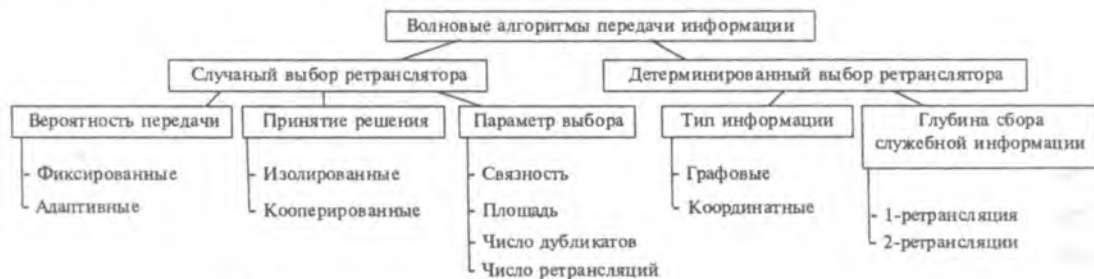 Волновые алгоритмы передачи информации
Случаный выбор ретранслятора
Детерминированный выбор ретранслятора
Вероятность передачи
Принятие решения
Параметр выбора
Тип информации
Глубина сбора
служебной информации
Фиксированные
Адаптивные
Изолированные
Кооперированные
Связность
Площадь
Число дубликатов
Число ретрансляций
Графовые
Координатные
1-ретрансляция
2-ретрансляции